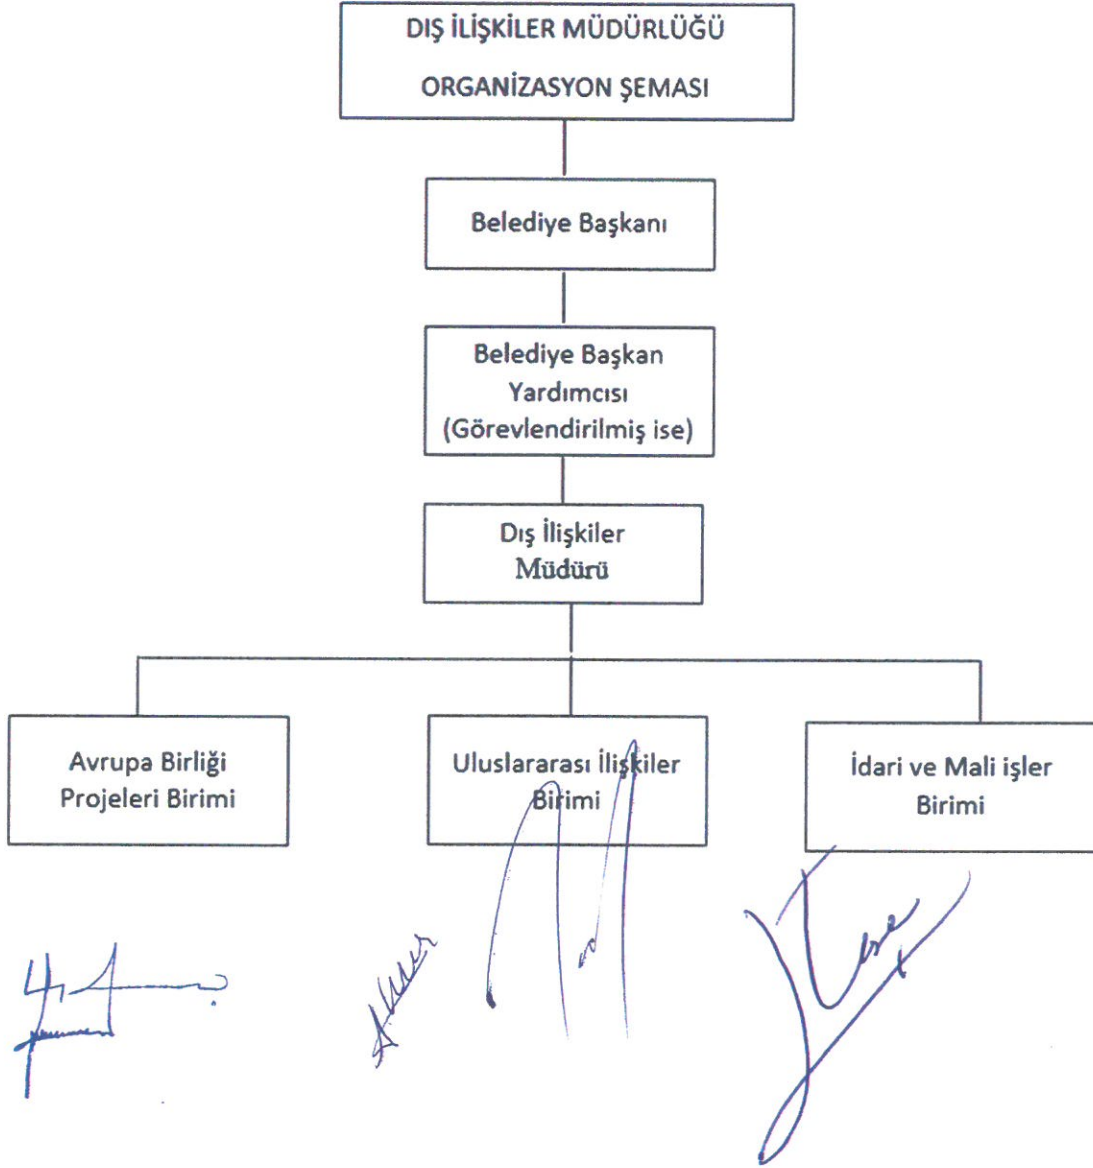 DIŞ İLİŞKİLER MÜDÜRLÜĞÜ
ORGANİZASYON ŞEMASI
Belediye Başkanı
Belediye Başkan
Yardımcısı
(Görevlendirilmiş ise)
Dış İlişkiler
Müdürü
Avrupa Birliği
Projeleri Birimi
Uluslararası İlişkiler
Birimi
İdari ve Mali işler
Birimi